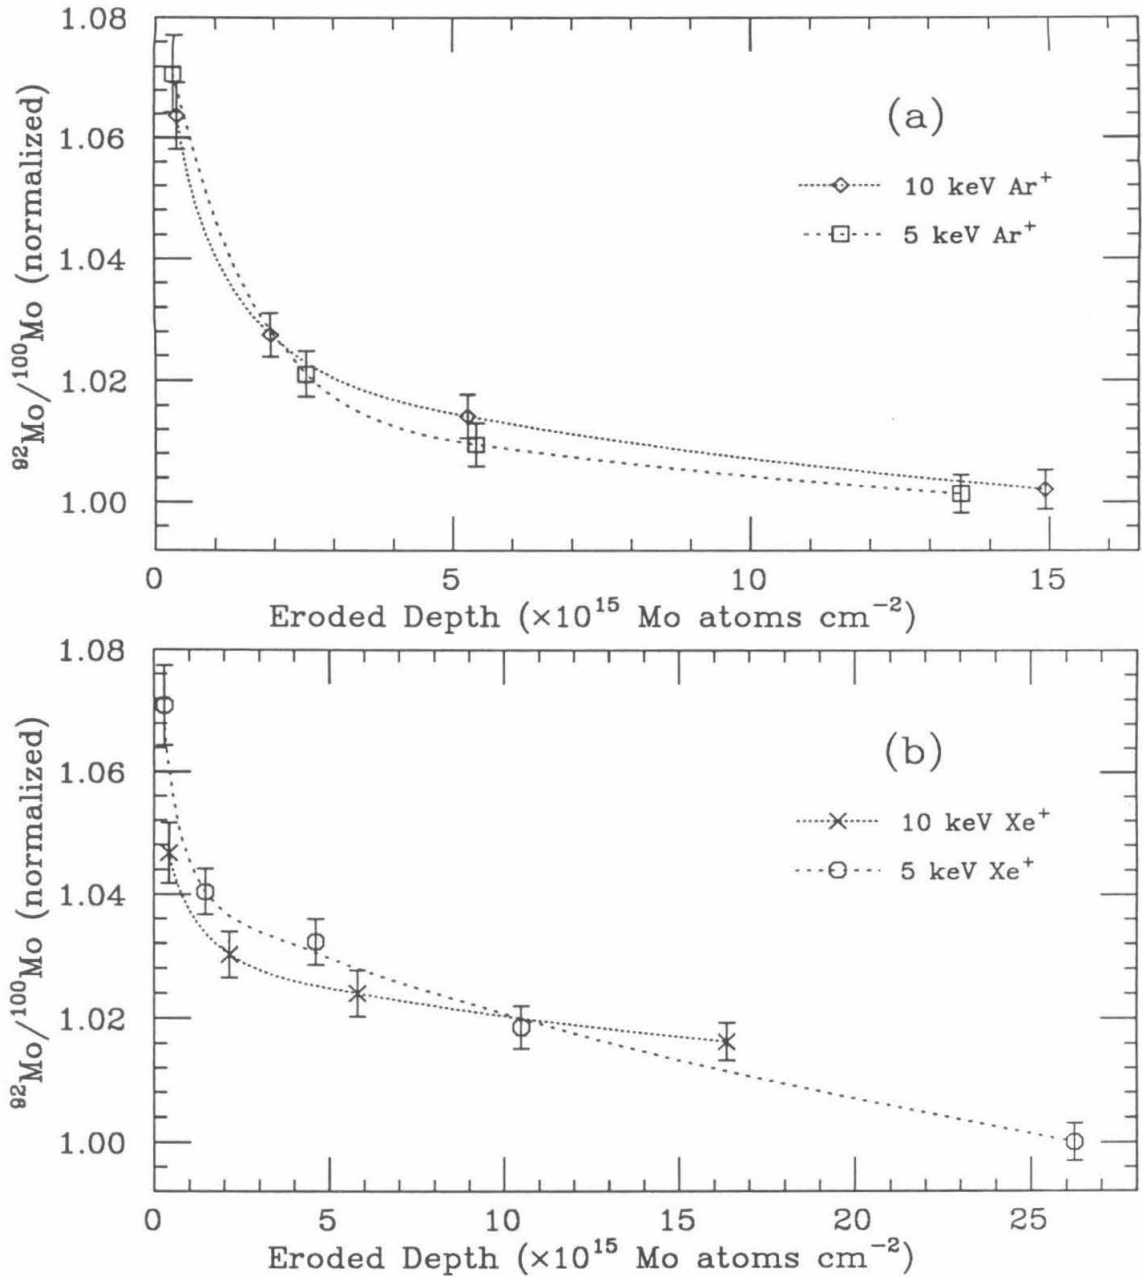 1.08
1.06
1.04
1.02
1.00
⁹²Mo/¹⁰⁰Mo (normalized)
(a)
10 keV Ar⁺
5 keV Ar⁺
0 5 10 15
Eroded Depth (×10¹⁵ Mo atoms cm⁻²)
1.08
1.06
1.04
1.02
1.00
⁹²Mo/¹⁰⁰Mo (normalized)
(b)
10 keV Xe⁺
5 keV Xe⁺
0 5 10 15 20 25
Eroded Depth (×10¹⁵ Mo atoms cm⁻²)